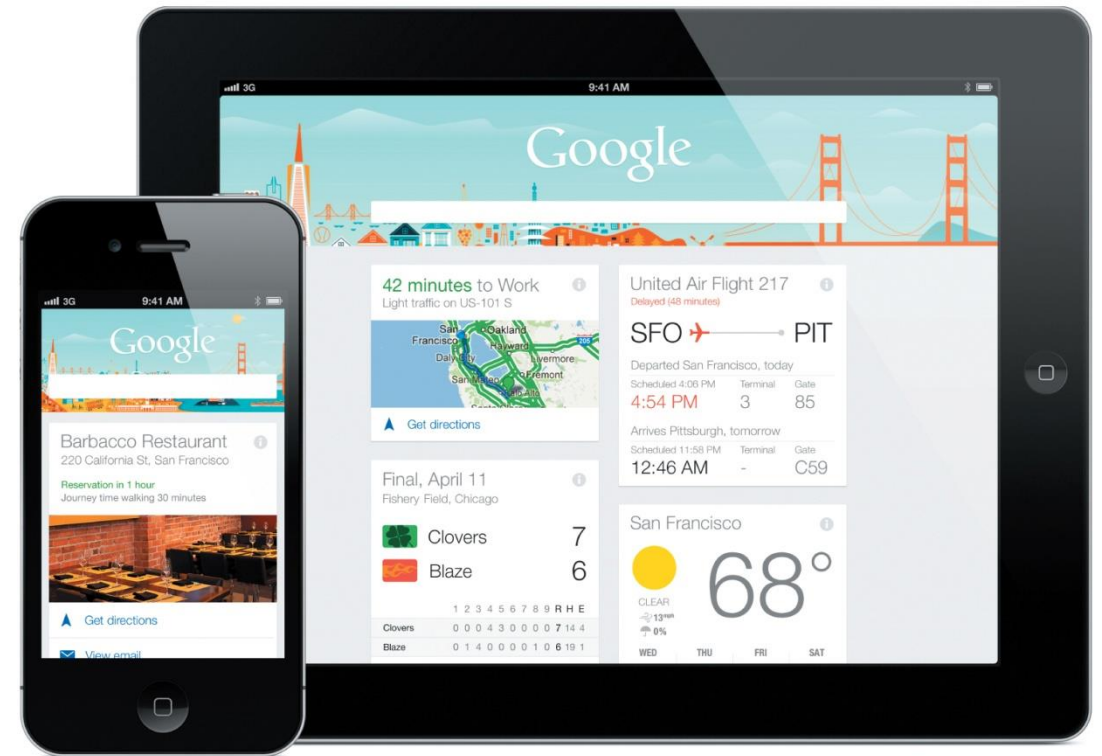 3G 9:41 AM
Google
Barbacco Restaurant
220 California St, San Francisco
Reservation in 1 hour
Journey time walking 30 minutes
Get directions
View email
3G 9:41 AM
Google
42 minutes to Work
Light traffic on US-101 S
San Francisco
Oakland
Hayward
Daly City
Livermore
San Mateo
Fremont
Palo Alto
Get directions
Final, April 11
Fishery Field, Chicago
Clovers 7
Blaze 6
1 2 3 4 5 6 7 8 9 R H E
Clovers 0 0 0 4 3 0 0 0 0 7 14 4
Blaze 0 1 4 0 0 0 0 1 0 6 19 1
United Air Flight 217
Delayed (48 minutes)
SFO PIT
Departed San Francisco, today
Scheduled 4:06 PM Terminal Gate
4:54 PM 3 85
Arrives Pittsburgh, tomorrow
Scheduled 11:58 PM Terminal Gate
12:46 AM - C59
San Francisco
68°
CLEAR
13 mph
0%
WED THU FRI SAT